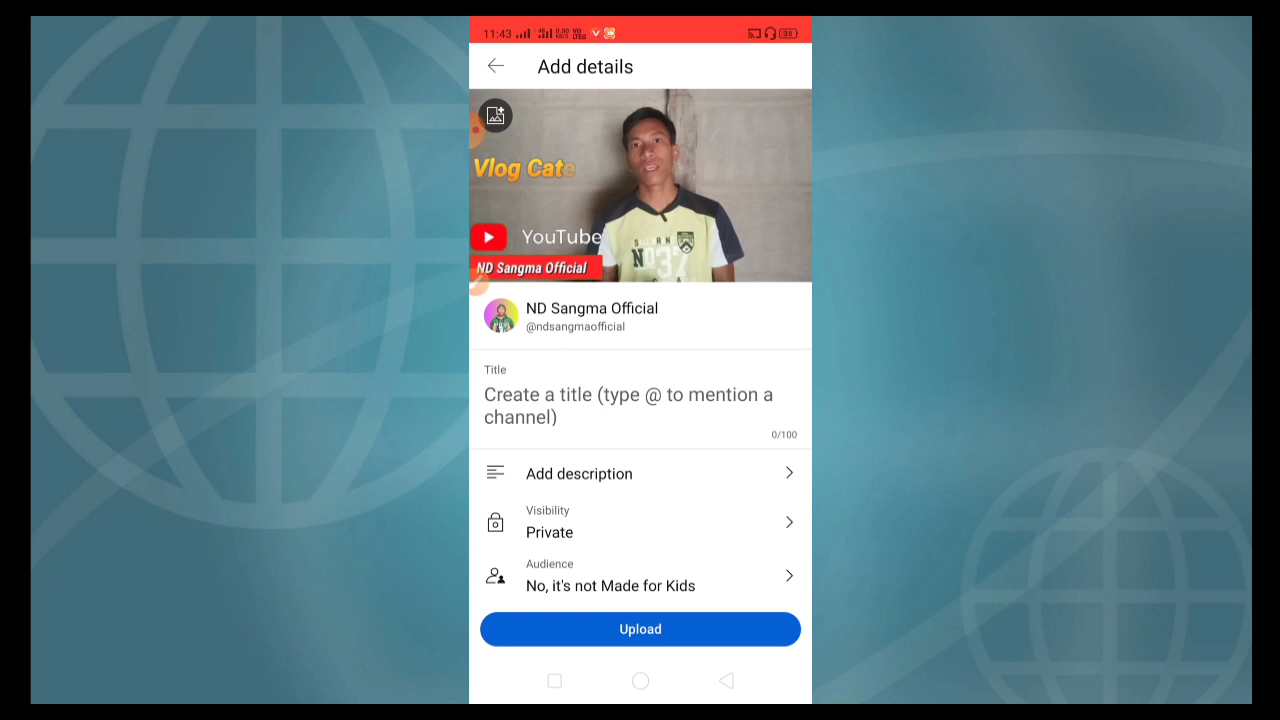 11:43
Add details
Vlog Cate
YouTube
ND Sangma Official
ND Sangma Official
@ndsangmaofficial
Title
Create a title (type @ to mention a
channel)
0/100
Add description
Visibility
Private
Audience
No, it's not Made for Kids
Upload